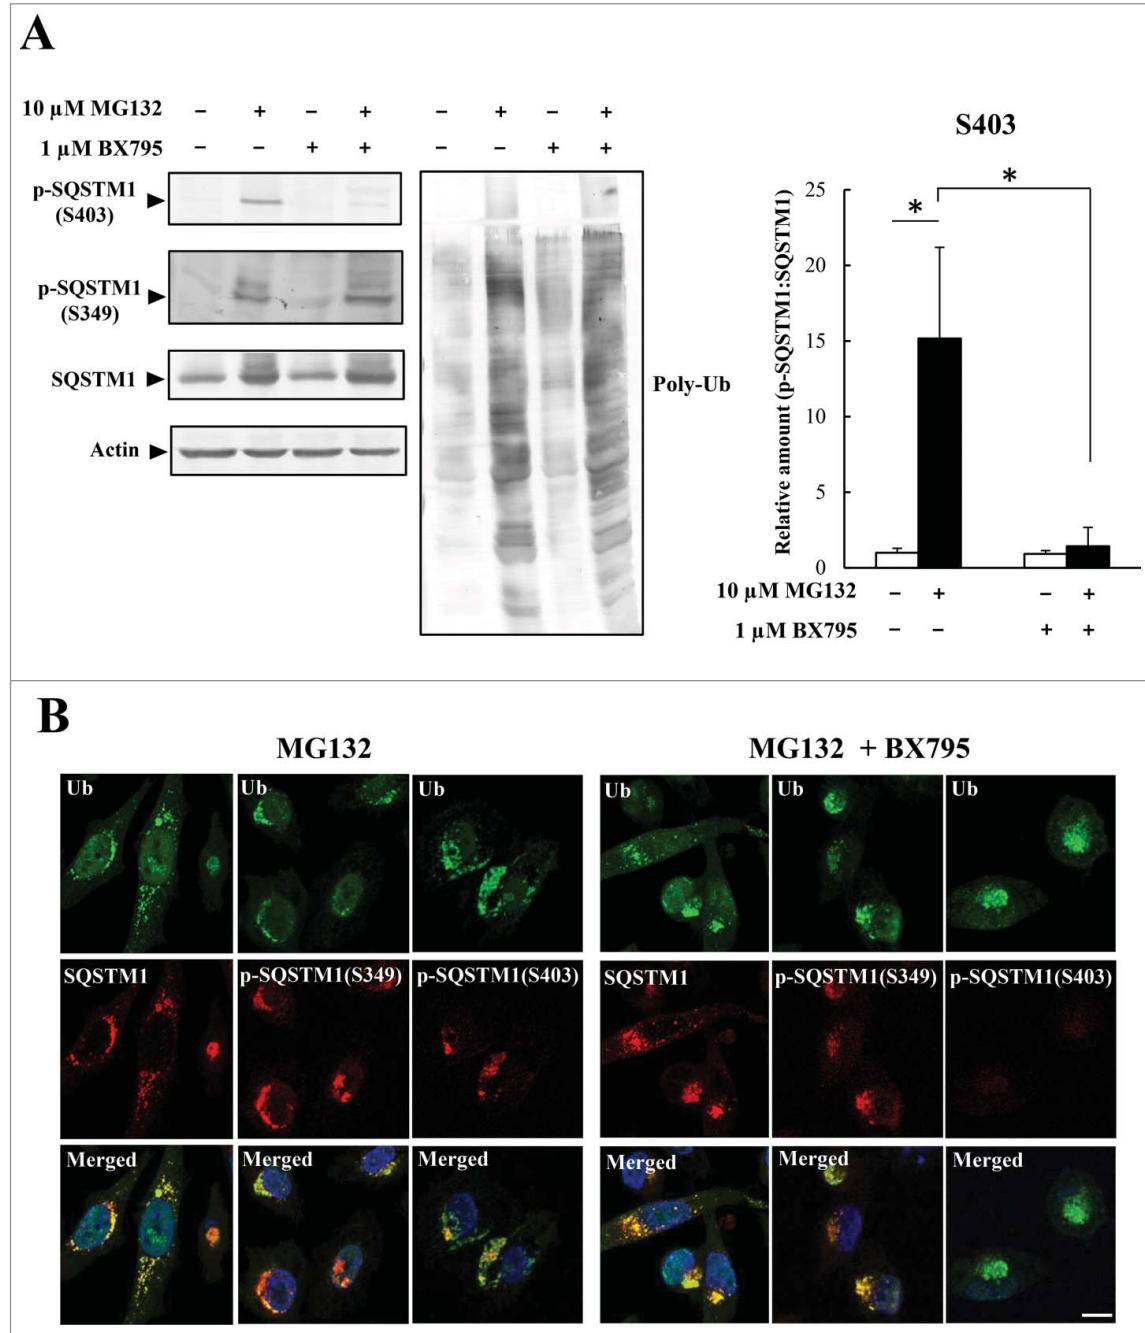 A
10 µM MG132 – + – + – + – +
1 µM BX795 – – + + – – + +
p-SQSTM1
(S403)
p-SQSTM1
(S349)
SQSTM1
Actin
Poly-Ub
S403
Relative amount (p-SQSTM1:SQSTM1)
25
20
15
10
5
0
* *
10 µM MG132 – + – +
1 µM BX795 – – + +
B
MG132 MG132 + BX795
Ub Ub Ub Ub Ub Ub
SQSTM1 p-SQSTM1(S349) p-SQSTM1(S403) SQSTM1 p-SQSTM1(S349) p-SQSTM1(S403)
Merged Merged Merged Merged Merged Merged